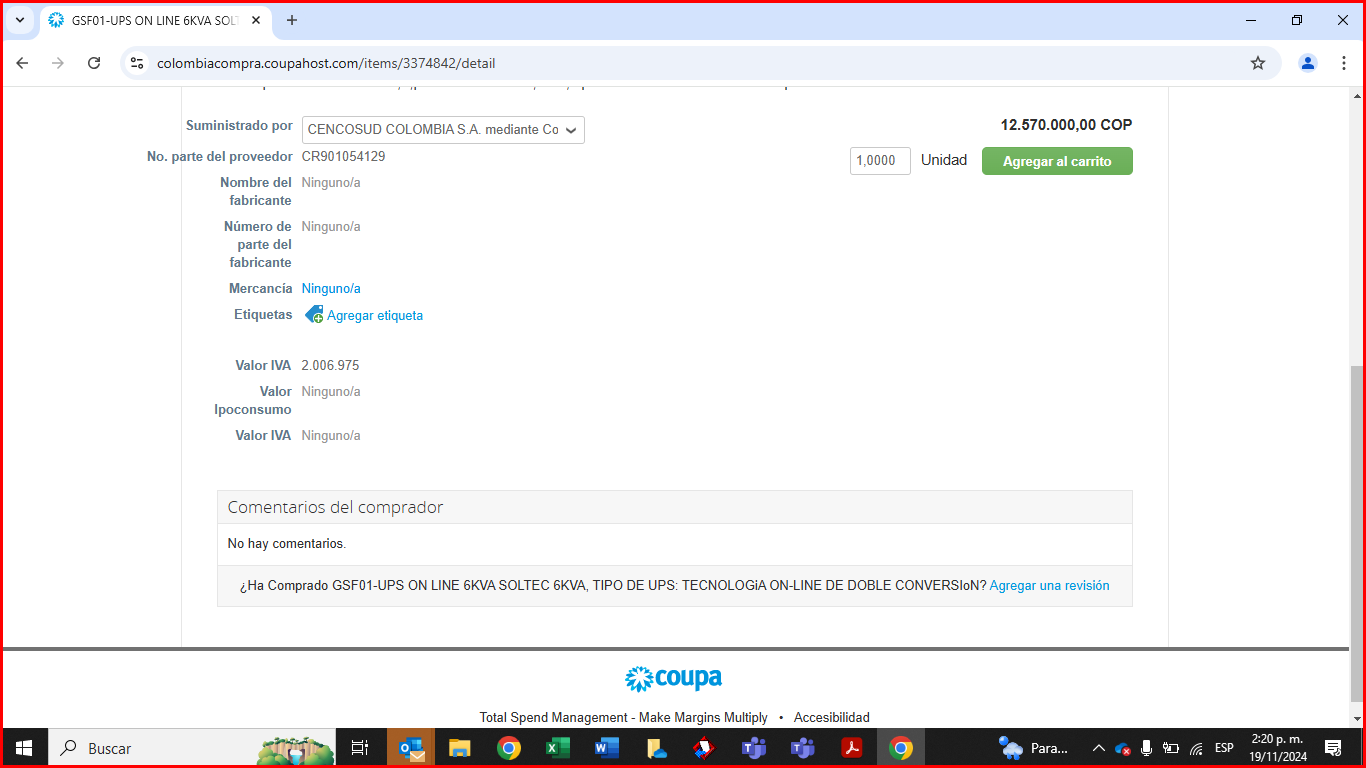 GSF01-UPS ON LINE 6KVA SOLT
colombiacompra.coupahost.com/items/3374842/detail
Suministrado por CENCOSUD COLOMBIA S.A. mediante Co 12.570.000,00 COP
No. parte del proveedor CR901054129 1,0000 Unidad Agregar al carrito
Nombre del Ninguno/a
fabricante
Número de Ninguno/a
parte del
fabricante
Mercancía Ninguno/a
Etiquetas Agregar etiqueta
Valor IVA 2.006.975
Valor Ninguno/a
Ipoconsumo
Valor IVA Ninguno/a
Comentarios del comprador
No hay comentarios.
¿Ha Comprado GSF01-UPS ON LINE 6KVA SOLTEC 6KVA, TIPO DE UPS: TECNOLOGiA ON-LINE DE DOBLE CONVERSIoN? Agregar una revisión
coupa
Total Spend Management - Make Margins Multiply • Accesibilidad
Buscar Para... ESP 2:20 p. m.
19/11/2024